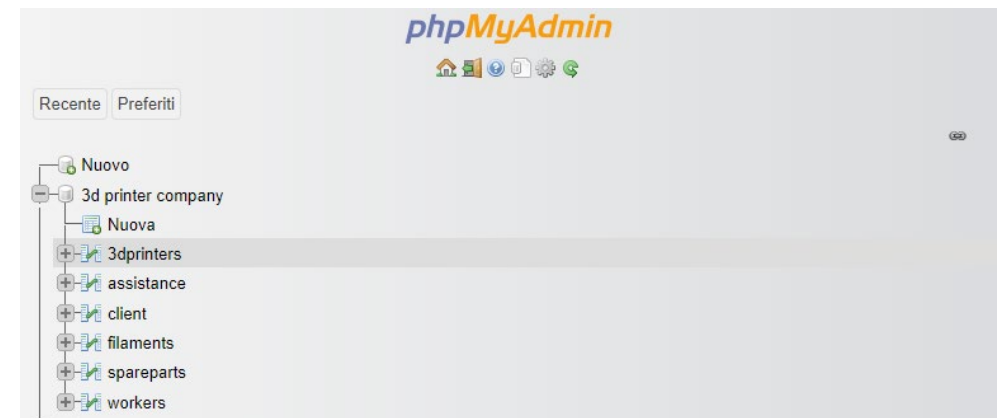 phpMyAdmin
Recente Preferiti
Nuovo
3d printer company
Nuova
3dprinters
assistance
client
filaments
spareparts
workers